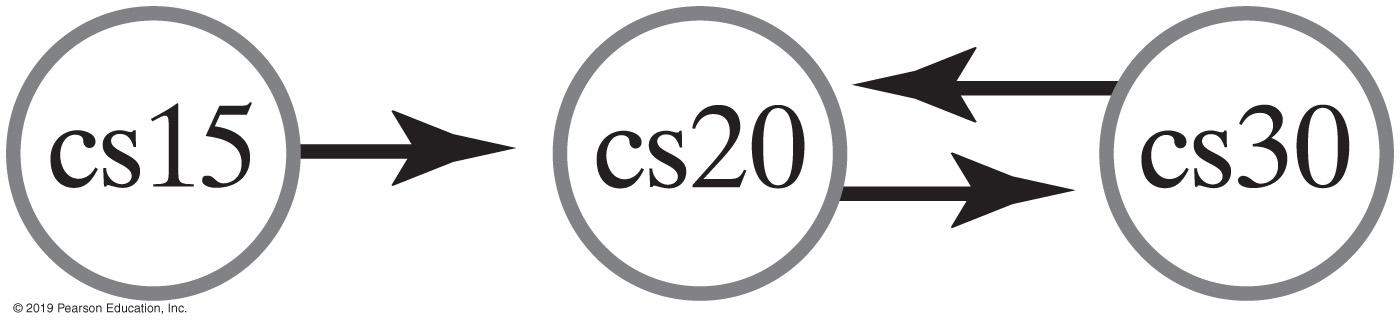 cs15
cs20
cs30
© 2019 Pearson Education, Inc.